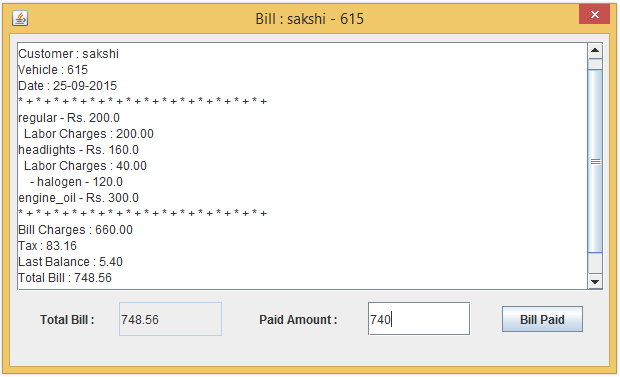 Bill : sakshi - 615
Customer : sakshi
Vehicle : 615
Date : 25-09-2015
* + * + * + * + * + * + * + * + * + * + * + * + * + * +
regular - Rs. 200.0
Labor Charges : 200.00
headlights - Rs. 160.0
Labor Charges : 40.00
- halogen - 120.0
engine_oil - Rs. 300.0
* + * + * + * + * + * + * + * + * + * + * + * + * + * +
Bill Charges : 660.00
Tax : 83.16
Last Balance : 5.40
Total Bill : 748.56
Total Bill : 748.56 Paid Amount : 740 Bill Paid